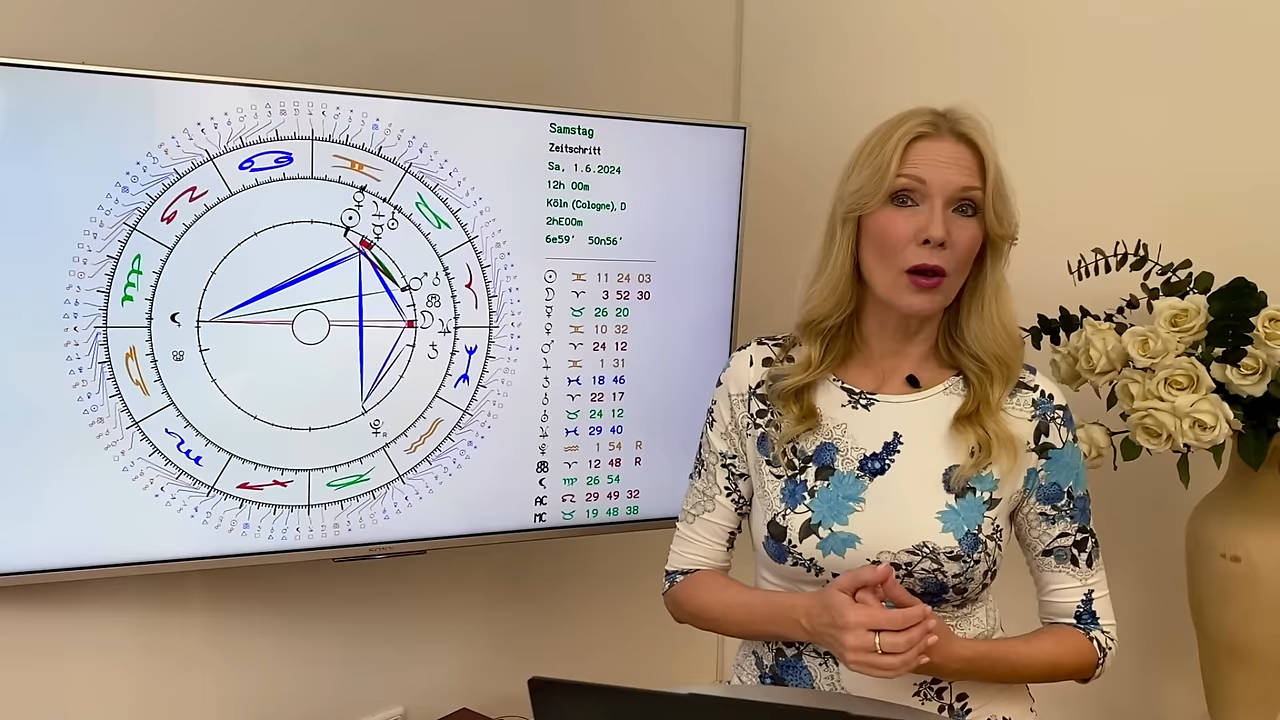 Samstag
Zeitschritt
Sa, 1.6.2024
12h 00m
Köln (Cologne), D
2hE00m
6e59' 50n56'
☉ ♊ 11 24 03
☽ ♈ 3 52 30
☿ ♉ 26 20
♀ ♊ 10 32
♂ ♈ 24 12
♃ ♊ 1 31
♄ ♓ 18 46
⚷ ♈ 22 17
♅ ♉ 24 12
♆ ♓ 29 40
♇ ♒ 1 54 R
☊ ♈ 12 48 R
⚸ ♍ 26 54
AC ♌ 29 49 32
MC ♉ 19 48 38
SONY